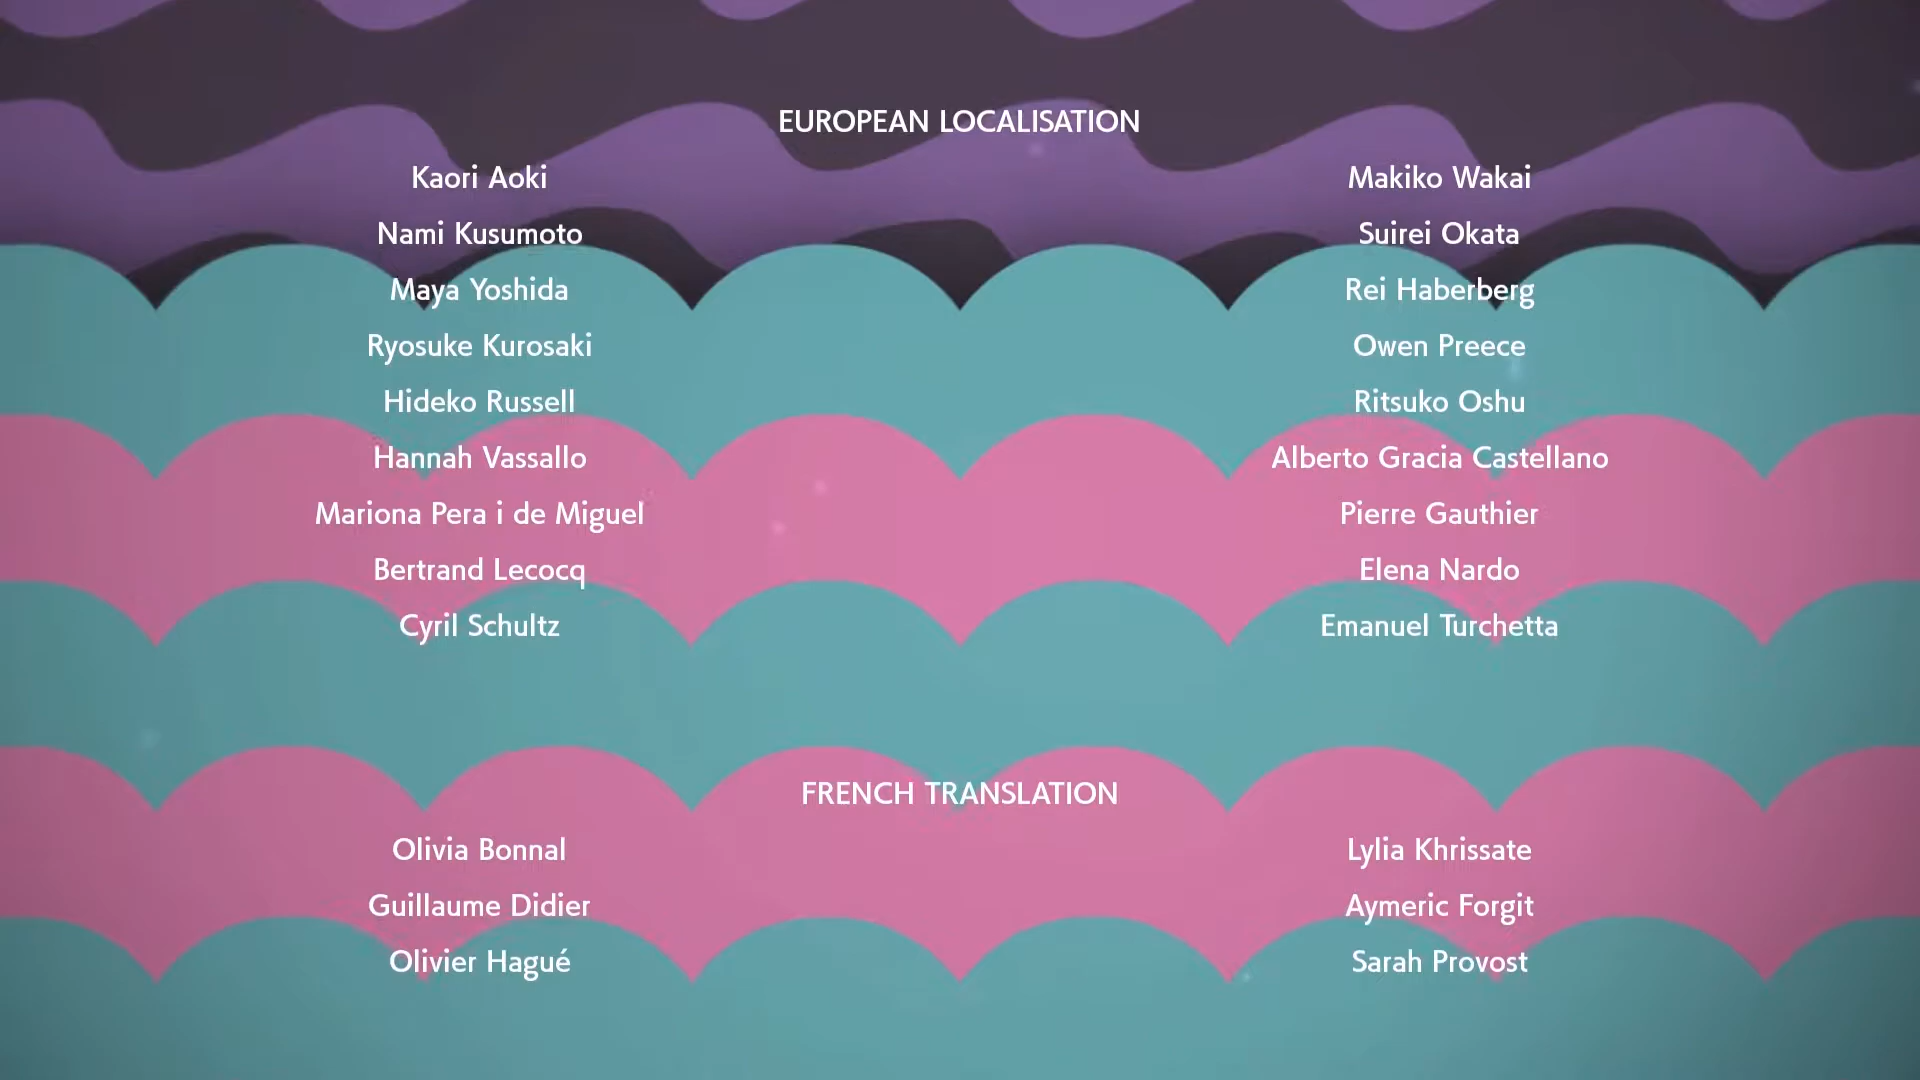 EUROPEAN LOCALISATION
Kaori Aoki
Makiko Wakai
Nami Kusumoto
Suirei Okata
Maya Yoshida
Rei Haberberg
Ryosuke Kurosaki
Owen Preece
Hideko Russell
Ritsuko Oshu
Hannah Vassallo
Alberto Gracia Castellano
Mariona Pera i de Miguel
Pierre Gauthier
Bertrand Lecocq
Elena Nardo
Cyril Schultz
Emanuel Turchetta
FRENCH TRANSLATION
Olivia Bonnal
Lylia Khrissate
Guillaume Didier
Aymeric Forgit
Olivier Hagué
Sarah Provost